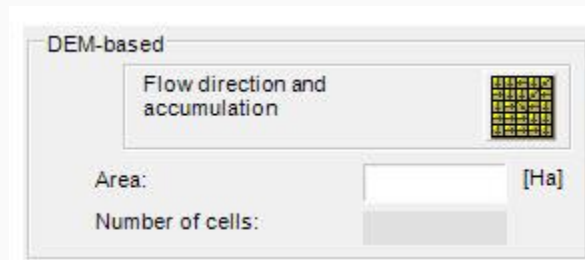 DEM-based
Flow direction and
accumulation
Area: [Ha]
Number of cells: